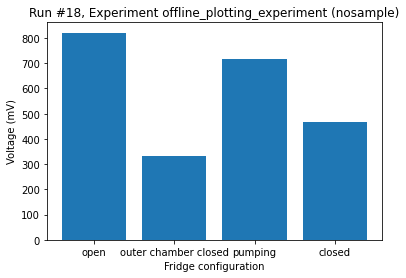 Run #18, Experiment offline_plotting_experiment (nosample)
800
700
600
500
400
300
200
100
0
Voltage (mV)
open outer chamber closed pumping closed
Fridge configuration